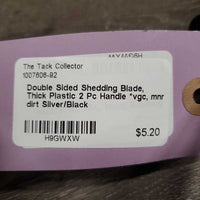 The Tack Collector
1007606-92
Double Sided Shedding Blade,
Thick Plastic 2 Pc Handle *vgc, mnr
dirt Silver/Black
$5.20
H9GWXW